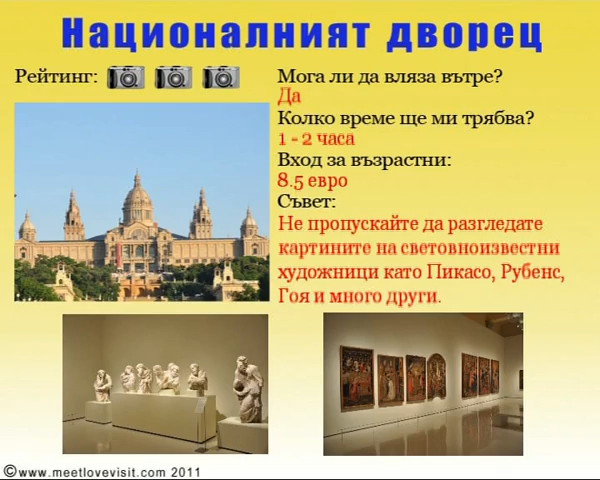 Националният дворец
Рейтинг:
Мога ли да вляза вътре?
Да
Колко време ще ми трябва?
1 - 2 часа
Вход за възрастни:
8.5 евро
Съвет:
Не пропускайте да разгледате
картините на световноизвестни
художници като Пикасо, Рубенс,
Гоя и много други.
©www.meetlovevisit.com 2011